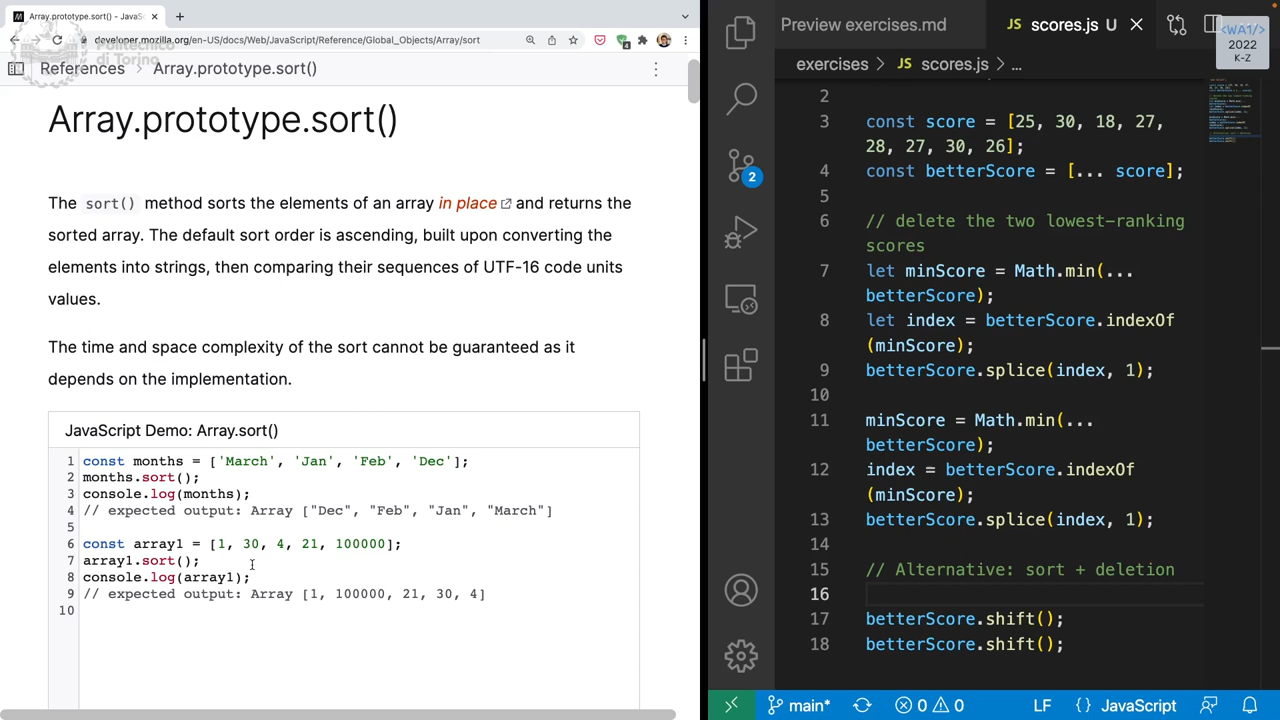 Array.prototype.sort() - JavaS
Politecnico
di Torino
developer.mozilla.org/en-US/docs/Web/JavaScript/Reference/Global_Objects/Array/sort
4
References > Array.prototype.sort()
Array.prototype.sort()
The sort() method sorts the elements of an array in place and returns the
sorted array. The default sort order is ascending, built upon converting the
elements into strings, then comparing their sequences of UTF-16 code units
values.
The time and space complexity of the sort cannot be guaranteed as it
depends on the implementation.
JavaScript Demo: Array.sort()
1 const months = ['March', 'Jan', 'Feb', 'Dec'];
2 months.sort();
3 console.log(months);
4 // expected output: Array ["Dec", "Feb", "Jan", "March"]
5
6 const array1 = [1, 30, 4, 21, 100000];
7 array1.sort();
8 console.log(array1);
9 // expected output: Array [1, 100000, 21, 30, 4]
10
Preview exercises.md
JS scores.js U
<WA1/>
2022
K-Z
exercises > JS scores.js > ...
2
2
3 const score = [25, 30, 18, 27,
28, 27, 30, 26];
4 const betterScore = [... score];
5
6 // delete the two lowest-ranking
scores
7 let minScore = Math.min(...
betterScore);
8 let index = betterScore.indexOf
(minScore);
9 betterScore.splice(index, 1);
10
11 minScore = Math.min(...
betterScore);
12 index = betterScore.indexOf
(minScore);
13 betterScore.splice(index, 1);
14
15 // Alternative: sort + deletion
16
17 betterScore.shift();
18 betterScore.shift();
main* 0 0 LF {} JavaScript